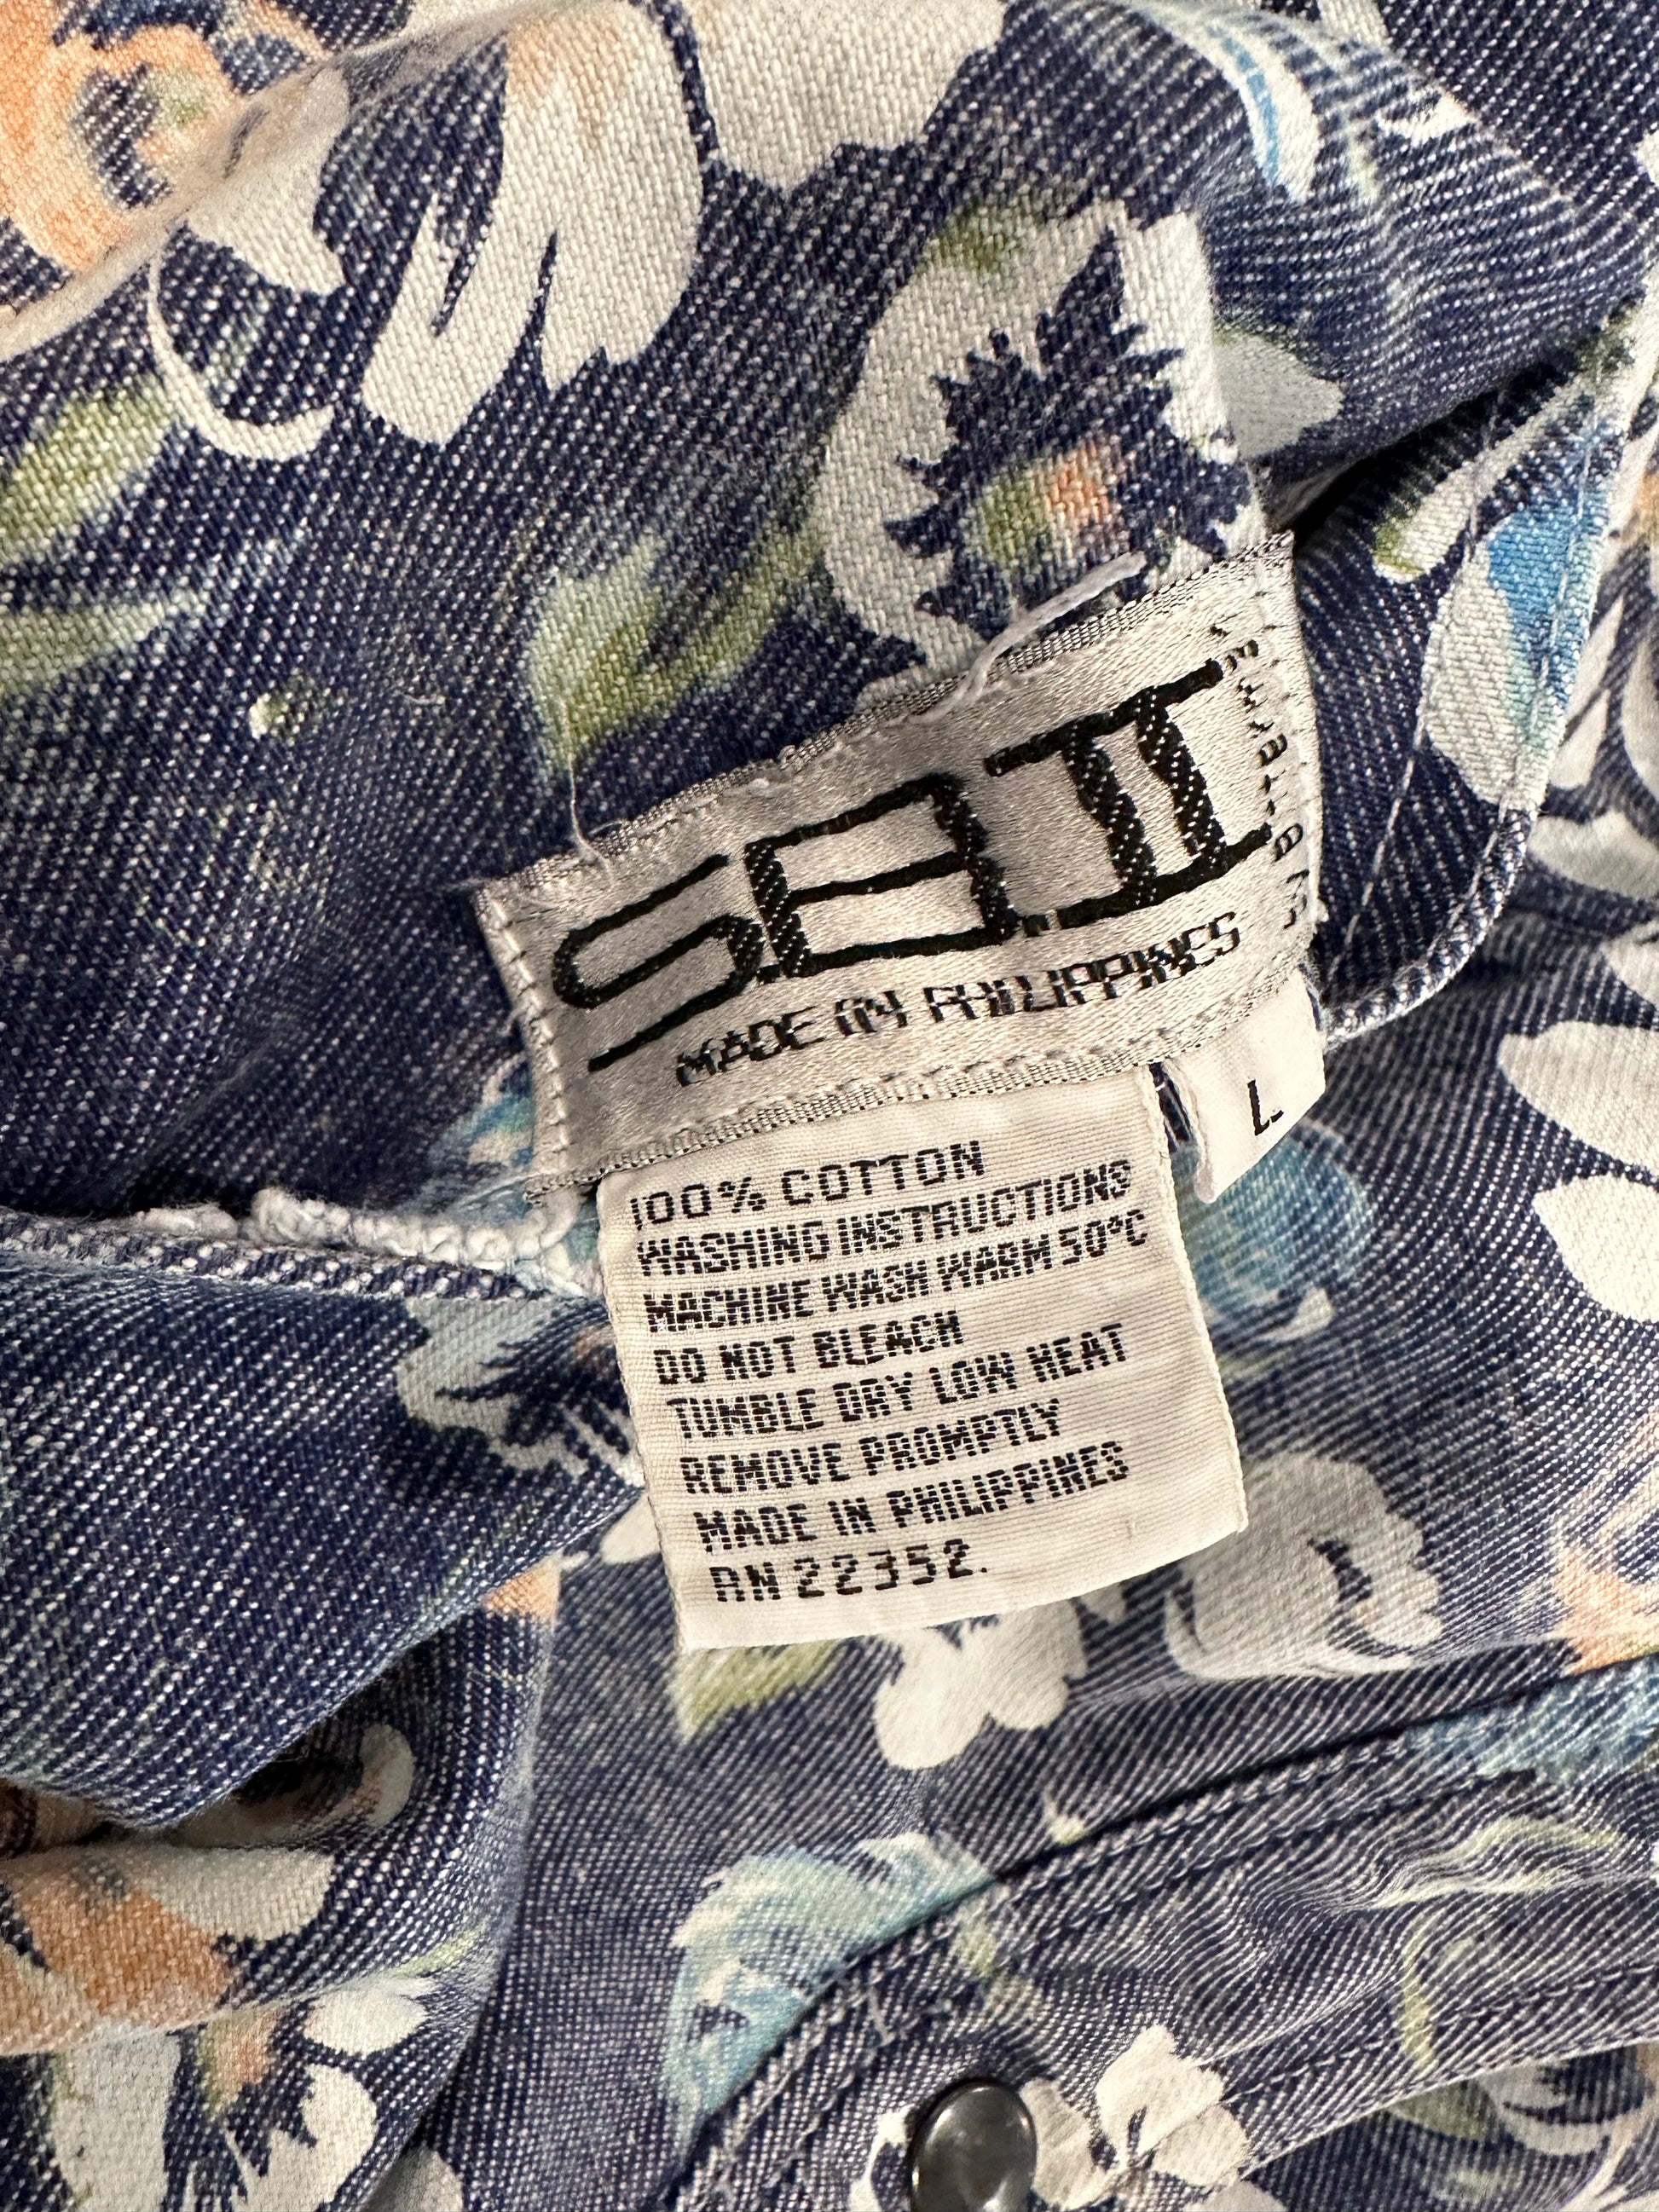 MADE IN PHILIPPINES
L
100% COTTON
WASHING INSTRUCTIONS
MACHINE WASH WARM 50°C
DO NOT BLEACH
TUMBLE DRY LOW HEAT
REMOVE PROMPTLY
MADE IN PHILIPPINES
RN 22352.